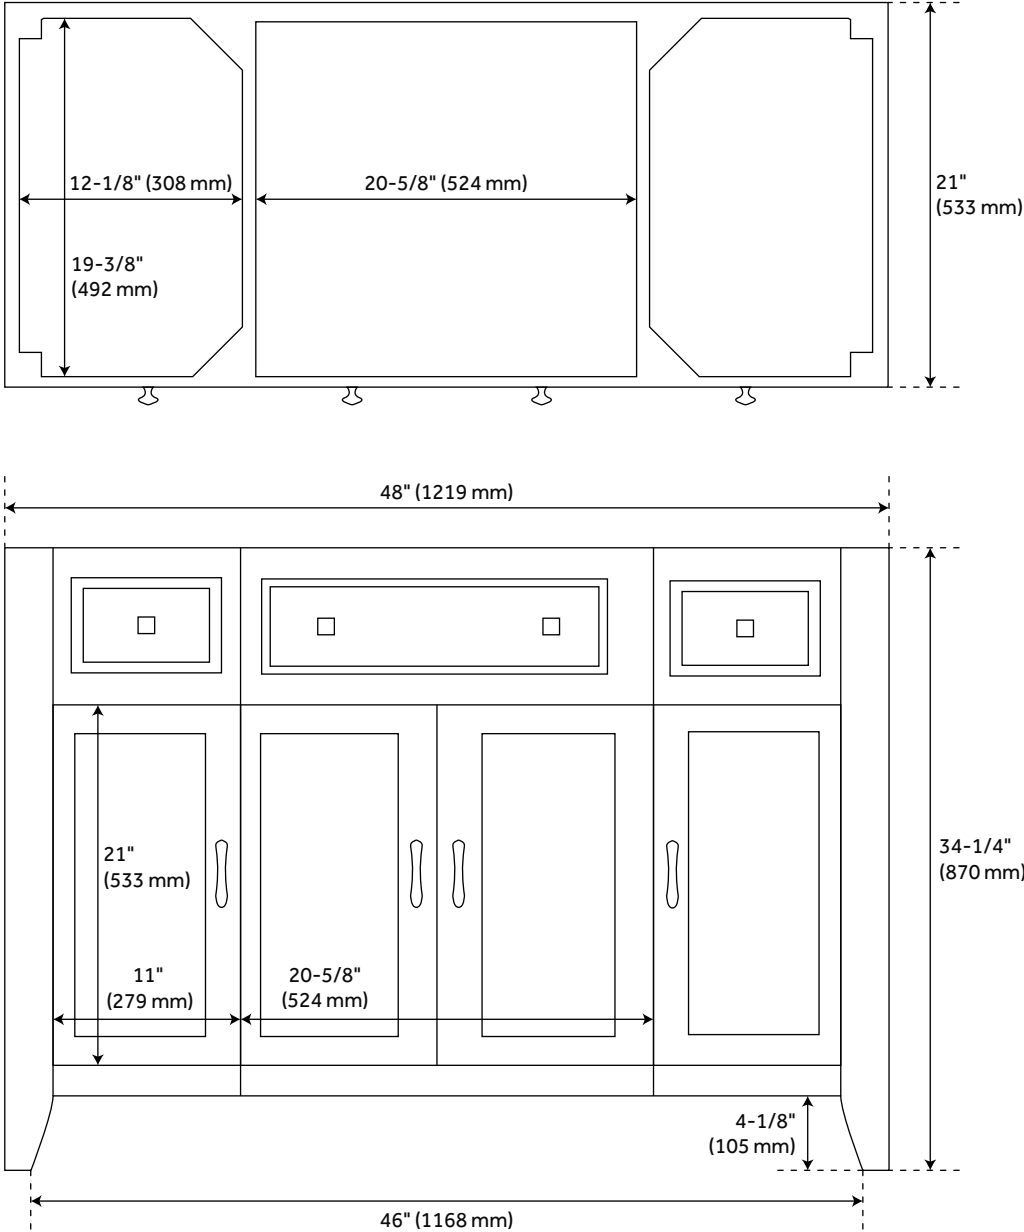 12-1/8" (308 mm)
20-5/8" (524 mm)
21"
(533 mm)
19-3/8"
(492 mm)
48" (1219 mm)
21"
(533 mm)
34-1/4"
(870 mm)
11"
(279 mm)
20-5/8"
(524 mm)
4-1/8"
(105 mm)
46" (1168 mm)